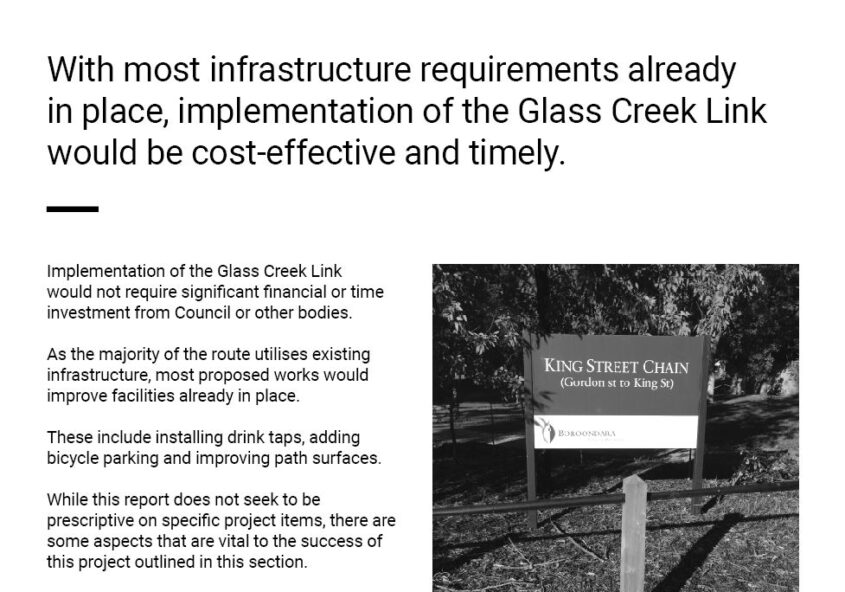 With most infrastructure requirements already
in place, implementation of the Glass Creek Link
would be cost-effective and timely.
Implementation of the Glass Creek Link
would not require significant financial or time
investment from Council or other bodies.
As the majority of the route utilises existing
infrastructure, most proposed works would
improve facilities already in place.
These include installing drink taps, adding
bicycle parking and improving path surfaces.
While this report does not seek to be
prescriptive on specific project items, there are
some aspects that are vital to the success of
this project outlined in this section.
KING STREET CHAIN
(Gordon st to King St)
BOROONDARA